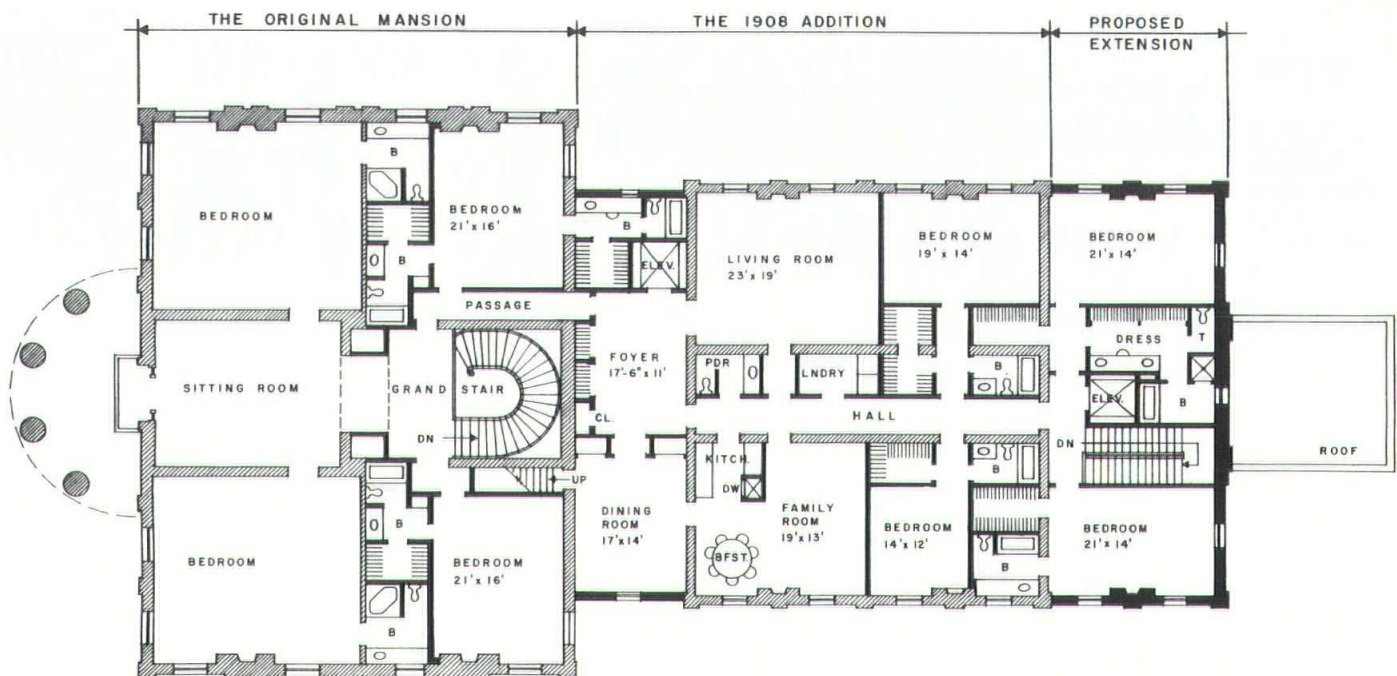 THE ORIGINAL MANSION
THE 1908 ADDITION
PROPOSED
EXTENSION
BEDROOM
B
BEDROOM
21' x 16'
B
B
ELEV.
LIVING ROOM
23' x 19'
BEDROOM
19' x 14'
BEDROOM
21' x 14'
PASSAGE
SITTING ROOM
GRAND STAIR
DN
FOYER
17'-6" x 11'
CL.
PDR
LNDRY
B
HALL
DRESS
T
ELEV.
B
DN
ROOF
UP
BEDROOM
B
B
BEDROOM
21' x 16'
DINING
ROOM
17' x 14'
KITCH.
DW
BFST.
FAMILY
ROOM
19' x 13'
BEDROOM
14' x 12'
B
B
BEDROOM
21' x 14'